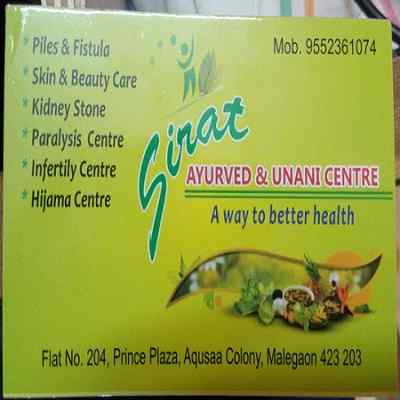 * Piles & Fistula
* Skin & Beauty Care
* Kidney Stone
* Paralysis Centre
* Infertily Centre
* Hijama Centre
Mob. 9552361074
Sirat
AYURVED & UNANI CENTRE
A way to better health
Flat No. 204, Prince Plaza, Aqusaa Colony, Malegaon 423 203